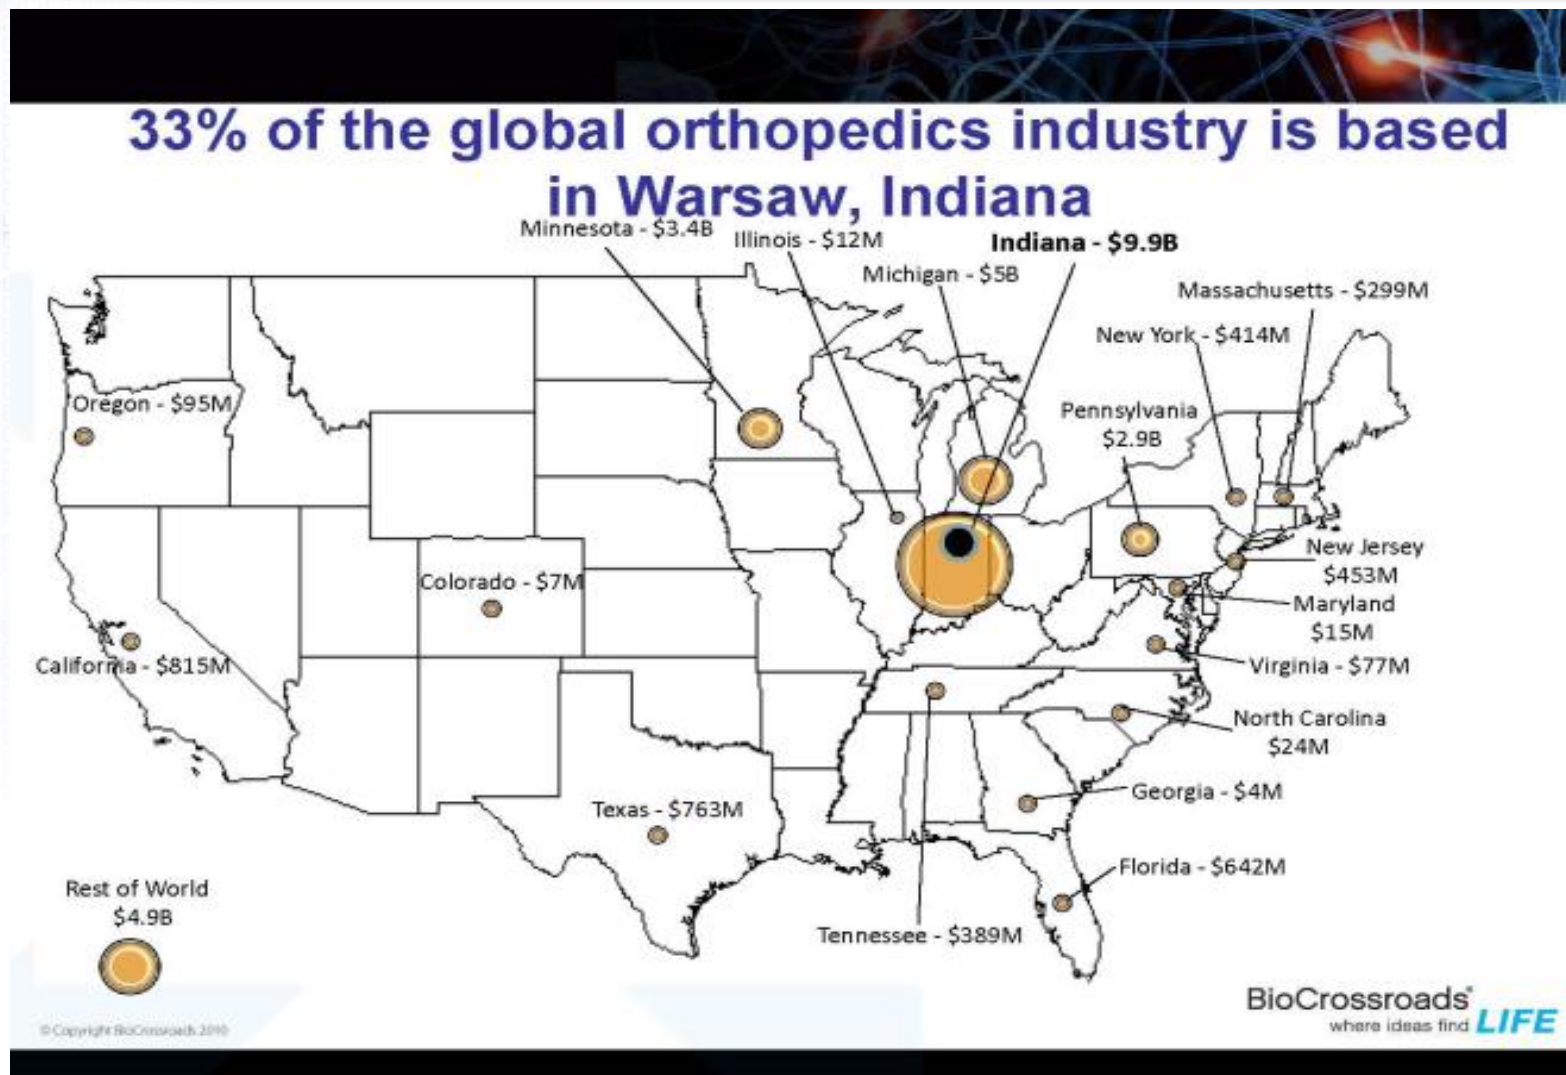 33% of the global orthopedics industry is based
in Warsaw, Indiana
Minnesota - $3.4B
Illinois - $12M
Indiana - $9.9B
Michigan - $5B
Massachusetts - $299M
New York - $414M
Oregon - $95M
Pennsylvania
$2.9B
New Jersey
$453M
Colorado - $7M
Maryland
$15M
California - $815M
Virginia - $77M
North Carolina
$24M
Georgia - $4M
Texas - $763M
Florida - $642M
Rest of World
$4.9B
Tennessee - $389M
BioCrossroads
where ideas find LIFE
© Copyright BioCrossroads 2010